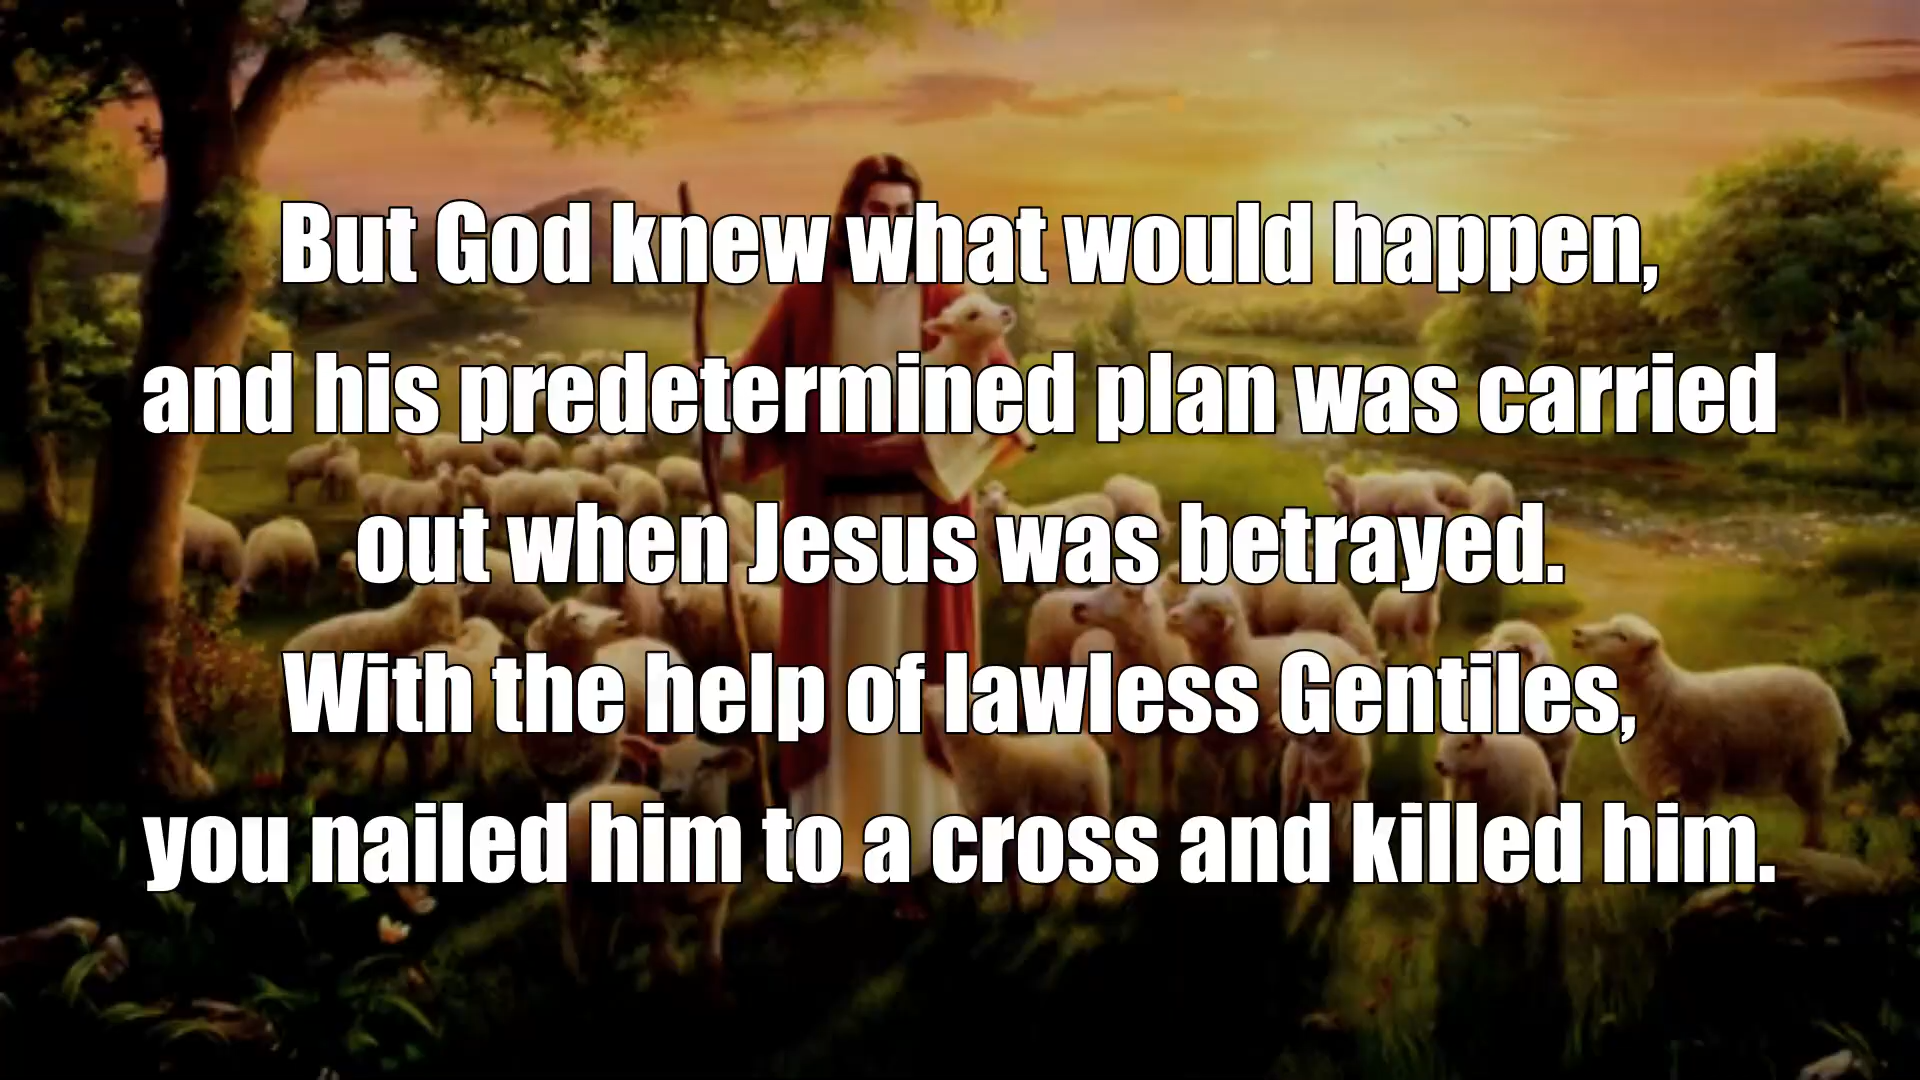 But God knew what would happen,
and his predetermined plan was carried
out when Jesus was betrayed.
With the help of lawless Gentiles,
you nailed him to a cross and killed him.